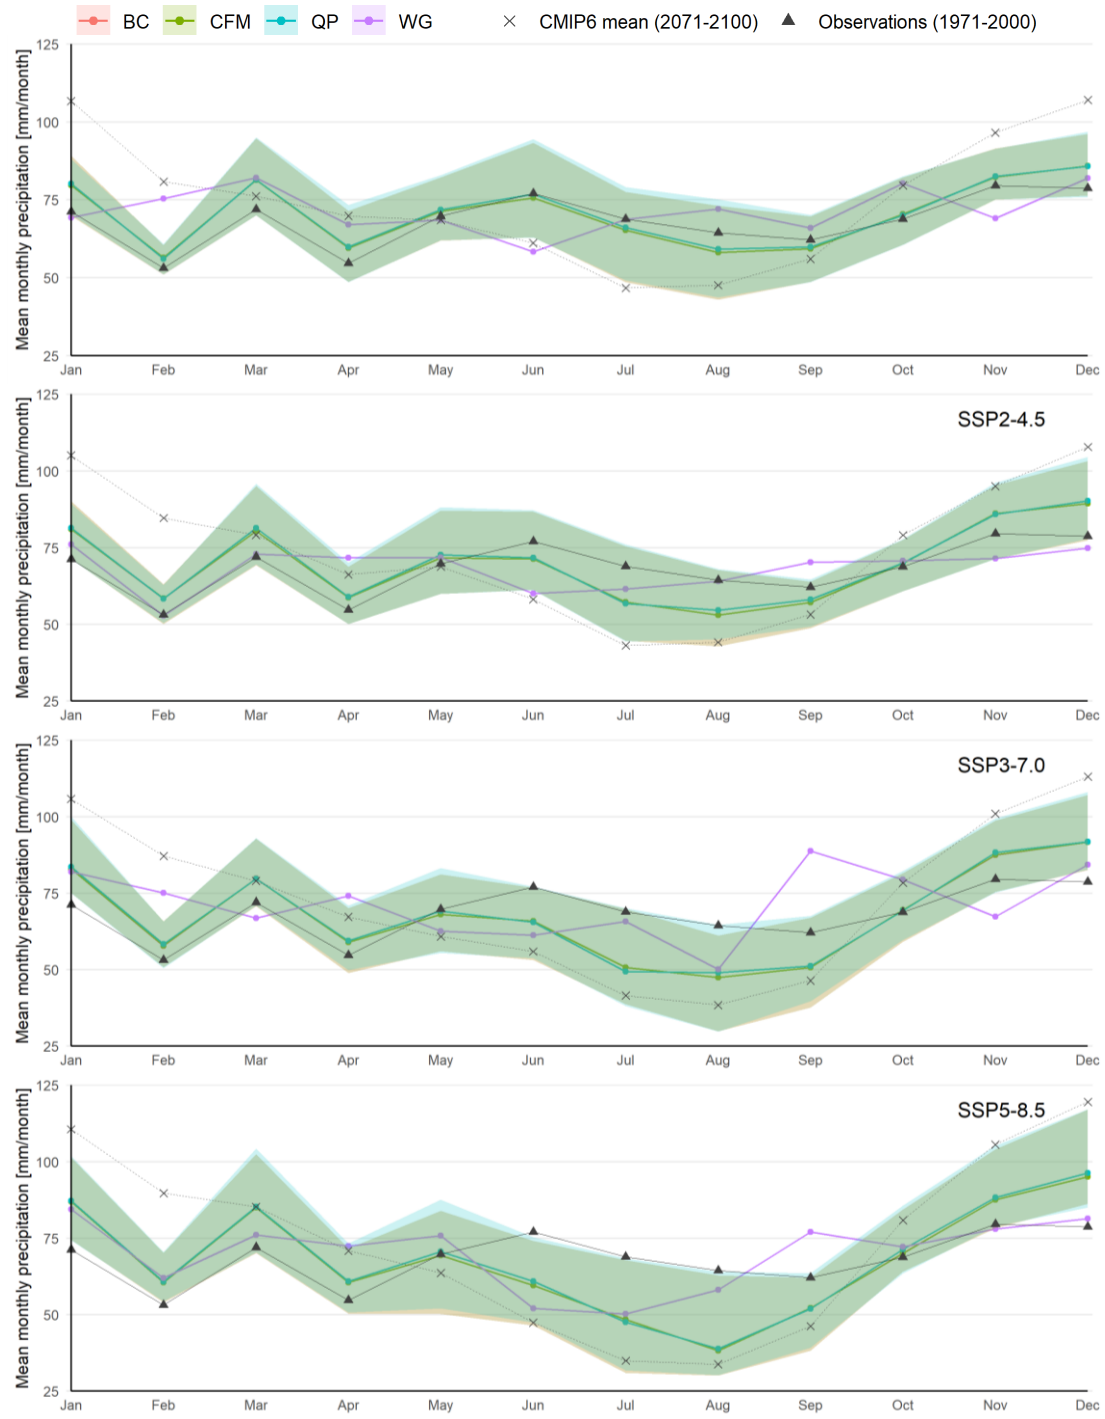 BC CFM QP WG CMIP6 mean (2071-2100) Observations (1971-2000)
Mean monthly precipitation [mm/month]
125
100
75
50
25
Jan Feb Mar Apr May Jun Jul Aug Sep Oct Nov Dec
SSP2-4.5
Mean monthly precipitation [mm/month]
125
100
75
50
25
Jan Feb Mar Apr May Jun Jul Aug Sep Oct Nov Dec
SSP3-7.0
Mean monthly precipitation [mm/month]
125
100
75
50
25
Jan Feb Mar Apr May Jun Jul Aug Sep Oct Nov Dec
SSP5-8.5
Mean monthly precipitation [mm/month]
125
100
75
50
25
Jan Feb Mar Apr May Jun Jul Aug Sep Oct Nov Dec